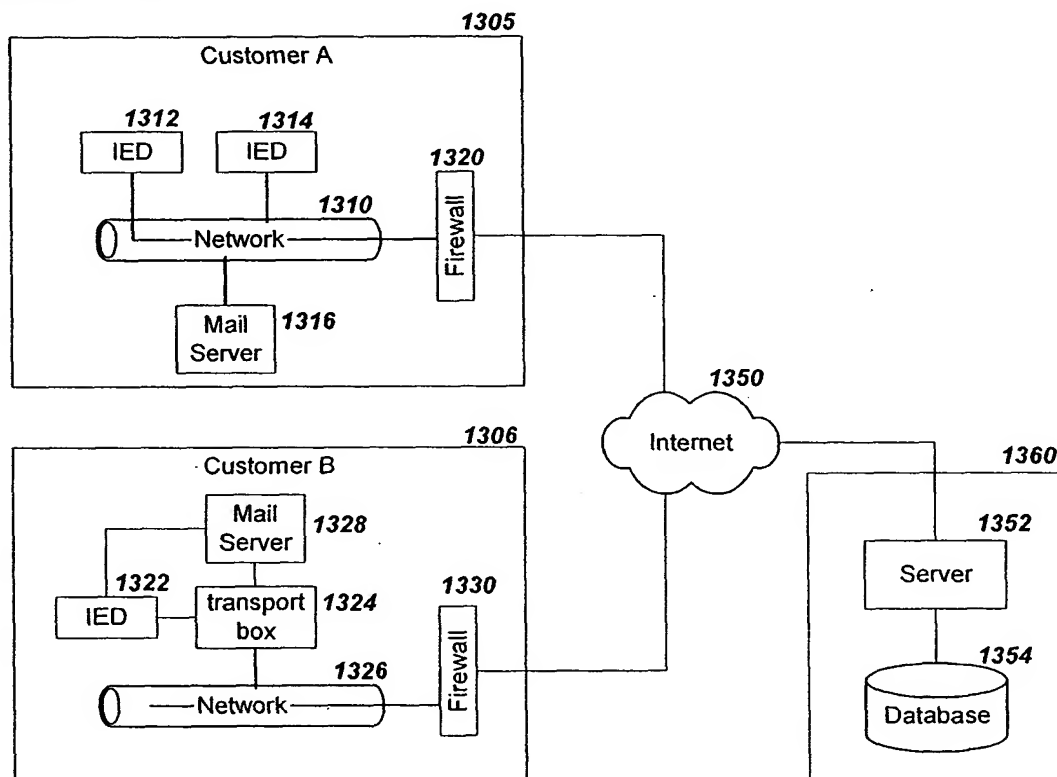 1305
Customer A
1312
IED
1314
IED
1320
Firewall
1310
Network
Mail
Server
1316
1350
Internet
1306
Customer B
Mail
Server
1328
1322
IED
transport
box
1324
1330
Firewall
1326
Network
1360
1352
Server
1354
Database